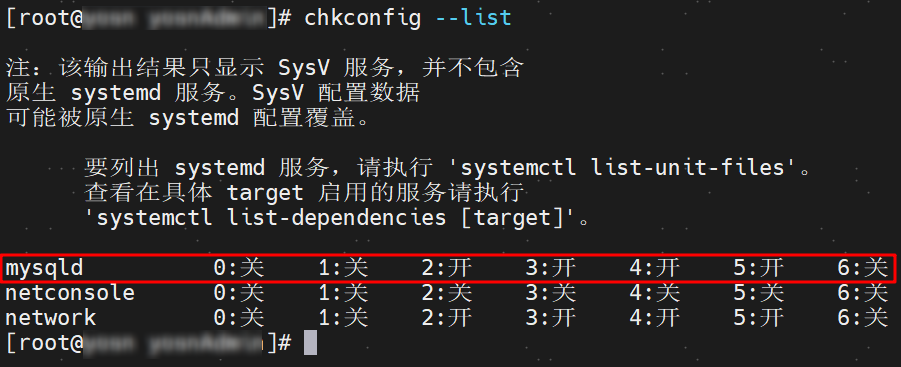 [root@ ]# chkconfig --list
注：该输出结果只显示 SysV 服务，并不包含
原生 systemd 服务。SysV 配置数据
可能被原生 systemd 配置覆盖。
要列出 systemd 服务，请执行 'systemctl list-unit-files'。
查看在具体 target 启用的服务请执行
'systemctl list-dependencies [target]'。
mysqld 0:关 1:关 2:开 3:开 4:开 5:开 6:关
netconsole 0:关 1:关 2:关 3:关 4:关 5:关 6:关
network 0:关 1:关 2:开 3:开 4:开 5:开 6:关
[root@ ]#